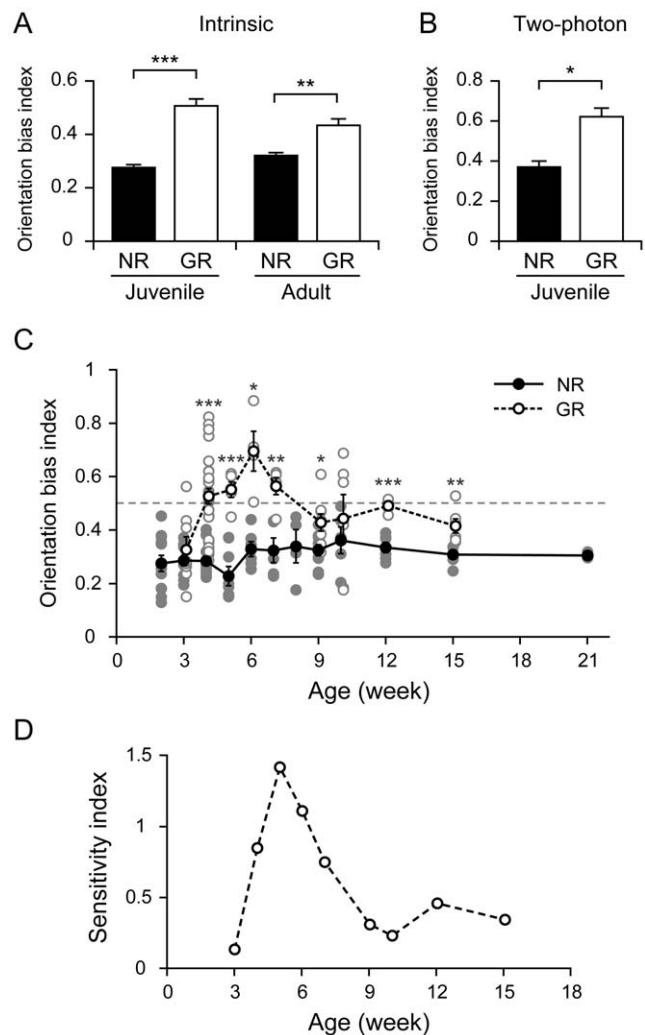 A
Intrinsic
Orientation bias index
0.6
0.4
0.2
0
***
**
NR GR NR GR
Juvenile Adult
B
Two-photon
Orientation bias index
0.8
0.6
0.4
0.2
0
*
NR GR
Juvenile
C
Orientation bias index
1
0.8
0.6
0.4
0.2
0
*** *** * ** * *** **
NR
GR
0 3 6 9 12 15 18 21
Age (week)
D
Sensitivity index
1.5
1
0.5
0
0 3 6 9 12 15 18
Age (week)